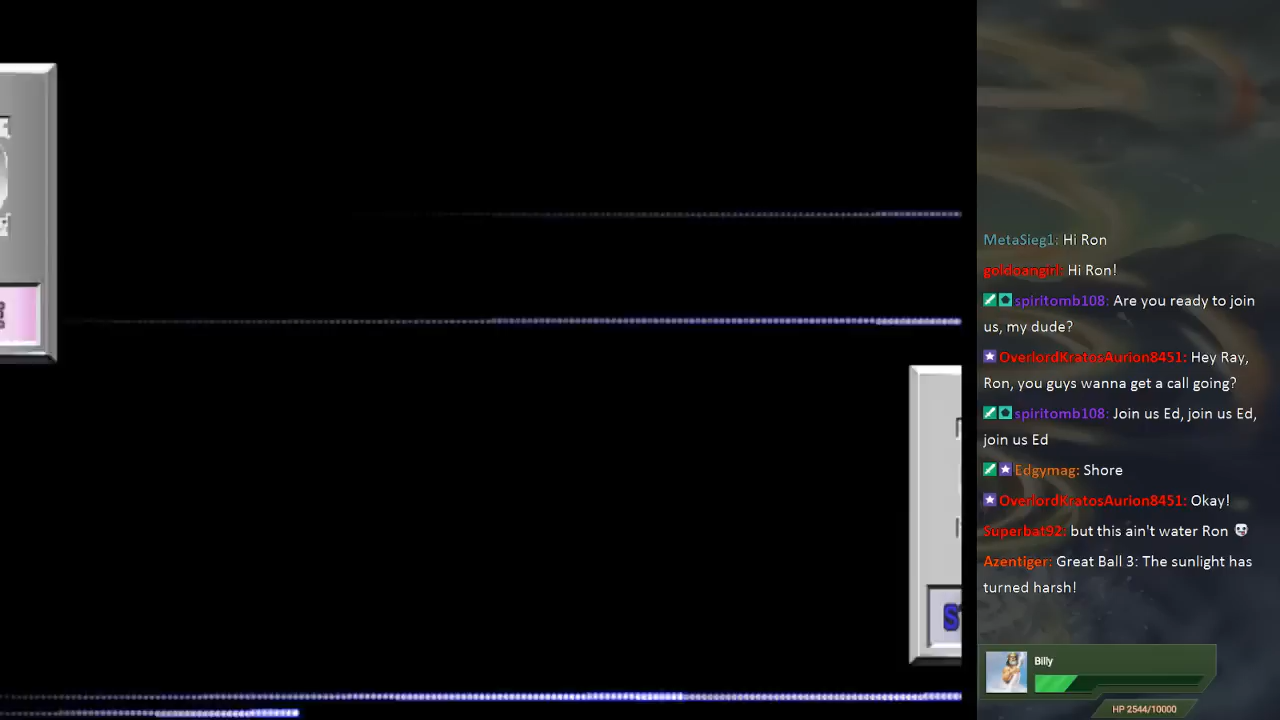 MetaSieg1: Hi Ron
goldoangirl: Hi Ron!
spiritomb108: Are you ready to join
us, my dude?
OverlordKratosAurion8451: Hey Ray,
Ron, you guys wanna get a call going?
spiritomb108: Join us Ed, join us Ed,
join us Ed
Edgymag: Shore
OverlordKratosAurion8451: Okay!
Superbat92: but this ain't water Ron
Azentiger: Great Ball 3: The sunlight has
turned harsh!
Billy
HP 2544/10000